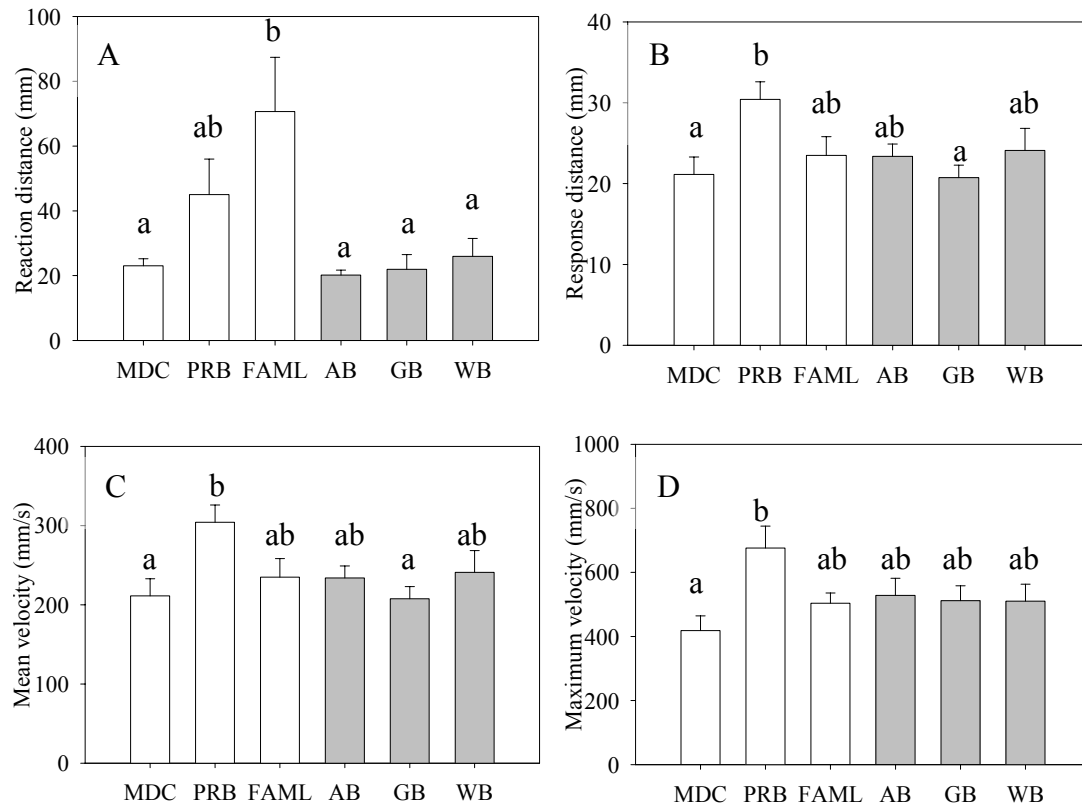 A
Reaction distance (mm)
100
80
60
40
20
0
a
ab
b
a
a
a
MDC PRB FAML AB GB WB
B
Response distance (mm)
40
30
20
10
0
a
b
ab
ab
a
ab
MDC PRB FAML AB GB WB
C
Mean velocity (mm/s)
400
300
200
100
0
a
b
ab
ab
a
ab
MDC PRB FAML AB GB WB
D
Maximum velocity (mm/s)
1000
800
600
400
200
0
a
b
ab
ab
ab
ab
MDC PRB FAML AB GB WB